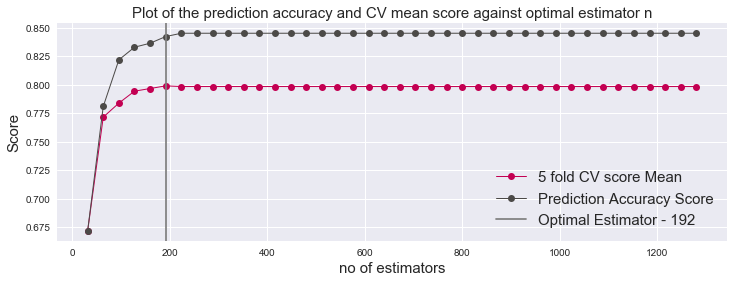 Plot of the prediction accuracy and CV mean score against optimal estimator n
0.850
0.825
0.800
0.775
0.750
0.725
0.700
0.675
Score
5 fold CV score Mean
Prediction Accuracy Score
Optimal Estimator - 192
0 200 400 600 800 1000 1200
no of estimators